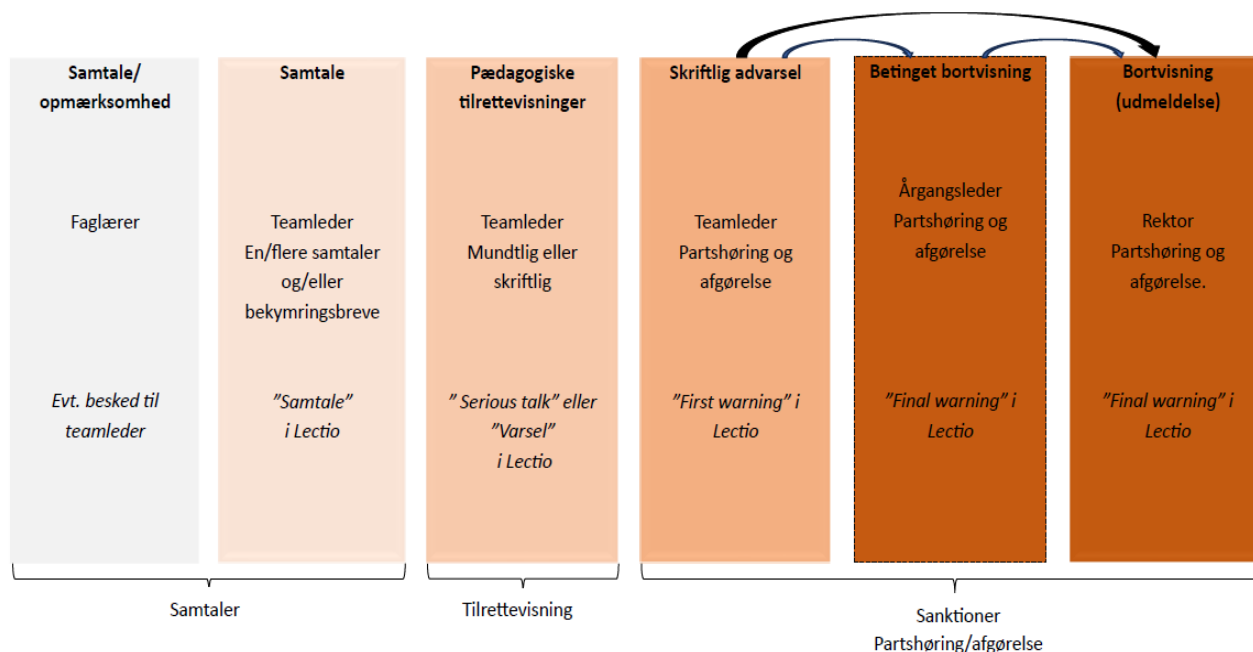 Samtale/
opmærksomhed
Faglærer
Evt. besked til
teamleder
Samtale
Teamleder
En/flere samtaler
og/eller
bekymringsbreve
”Samtale”
i Lectio
Pædagogiske
tilrettevisninger
Teamleder
Mundtlig eller
skriftlig
” Serious talk” eller
”Varsel”
i Lectio
Skriftlig advarsel
Teamleder
Partshøring og
afgørelse
”First warning” i
Lectio
Betinget bortvisning
Årgangsleder
Partshøring og
afgørelse
”Final warning” i
Lectio
Bortvisning
(udmeldelse)
Rektor
Partshøring og
afgørelse.
”Final warning” i
Lectio
Samtaler
Tilrettevisning
Sanktioner
Partshøring/afgørelse